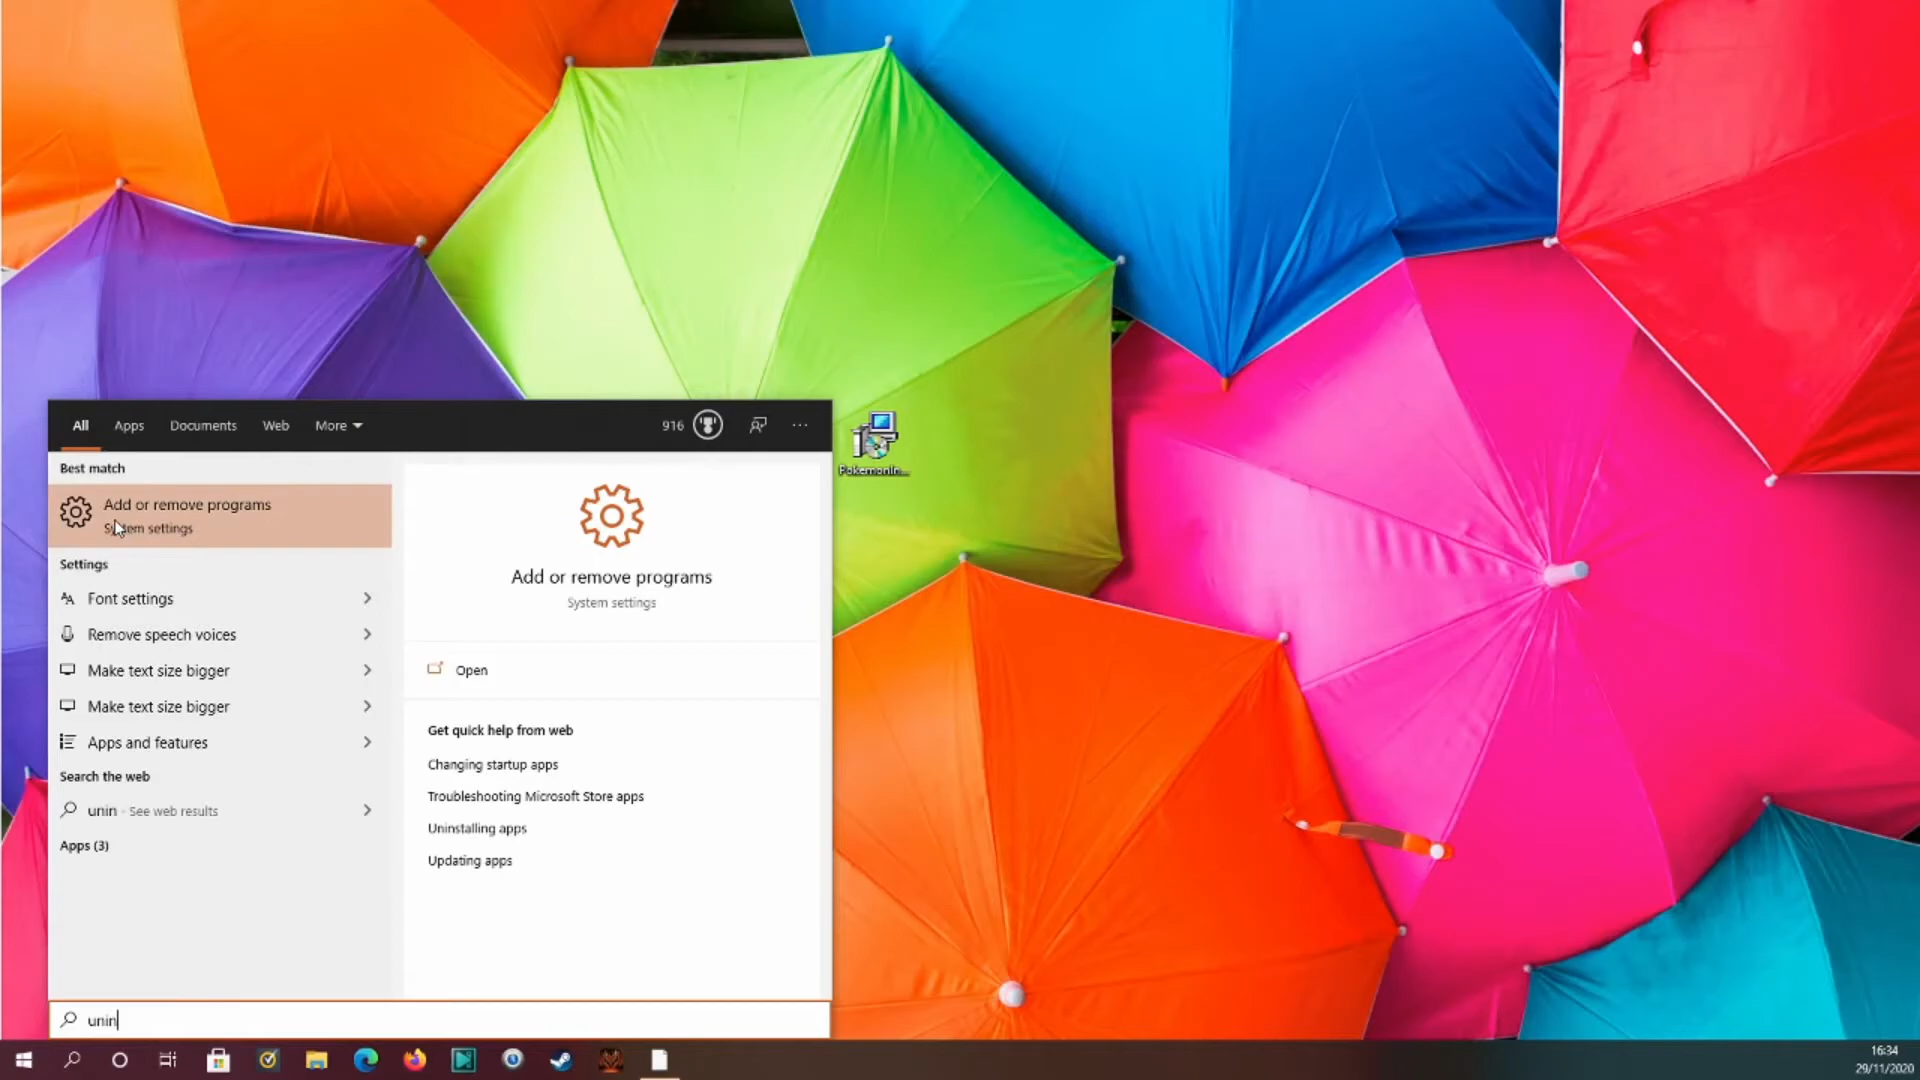 All Apps Documents Web More 916 ...
Best match
Add or remove programs
System settings
Settings
Font settings
Remove speech voices
Make text size bigger
Make text size bigger
Apps and features
Search the web
unin - See web results
Apps (3)
Add or remove programs
System settings
Open
Get quick help from web
Changing startup apps
Troubleshooting Microsoft Store apps
Uninstalling apps
Updating apps
PokemonIn...
unin
16:34
29/11/2020